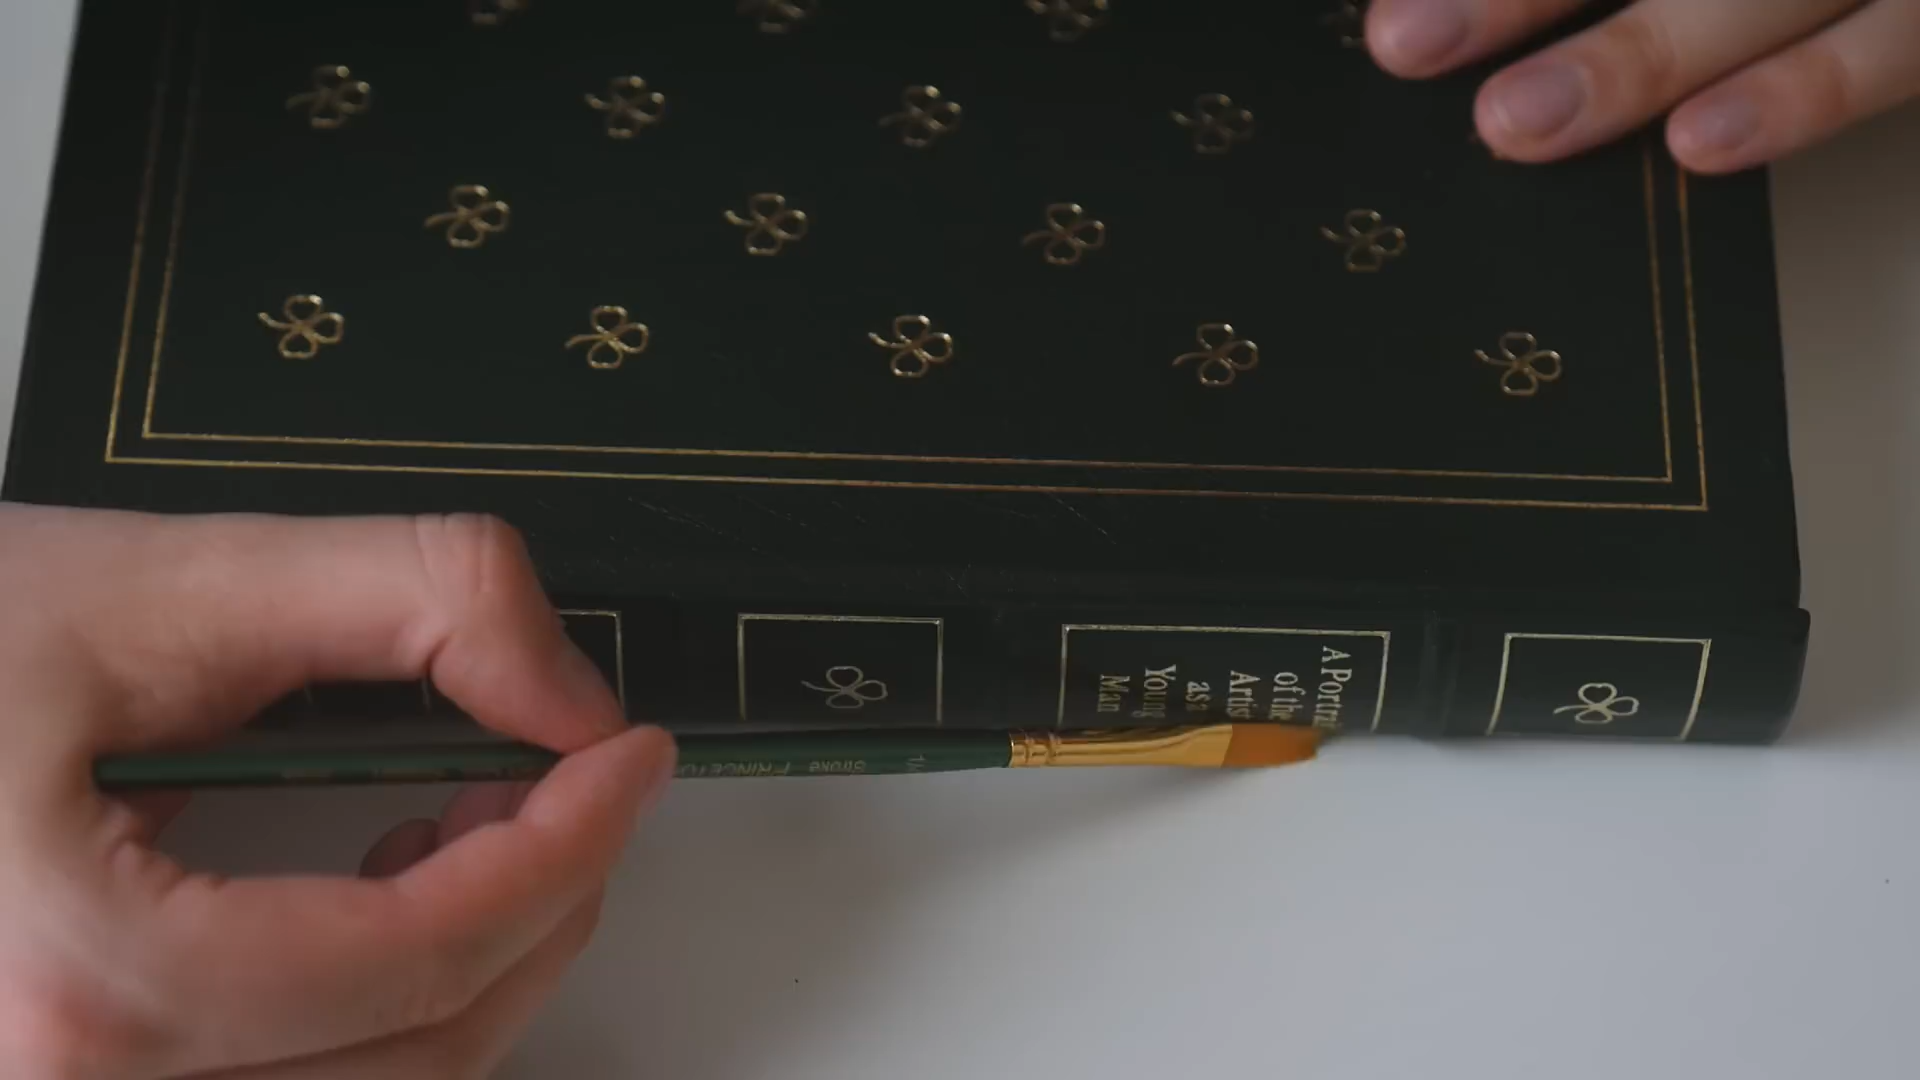 A Portrait
of the
Artist
as a
Young
Man
Stroke PRINCETON